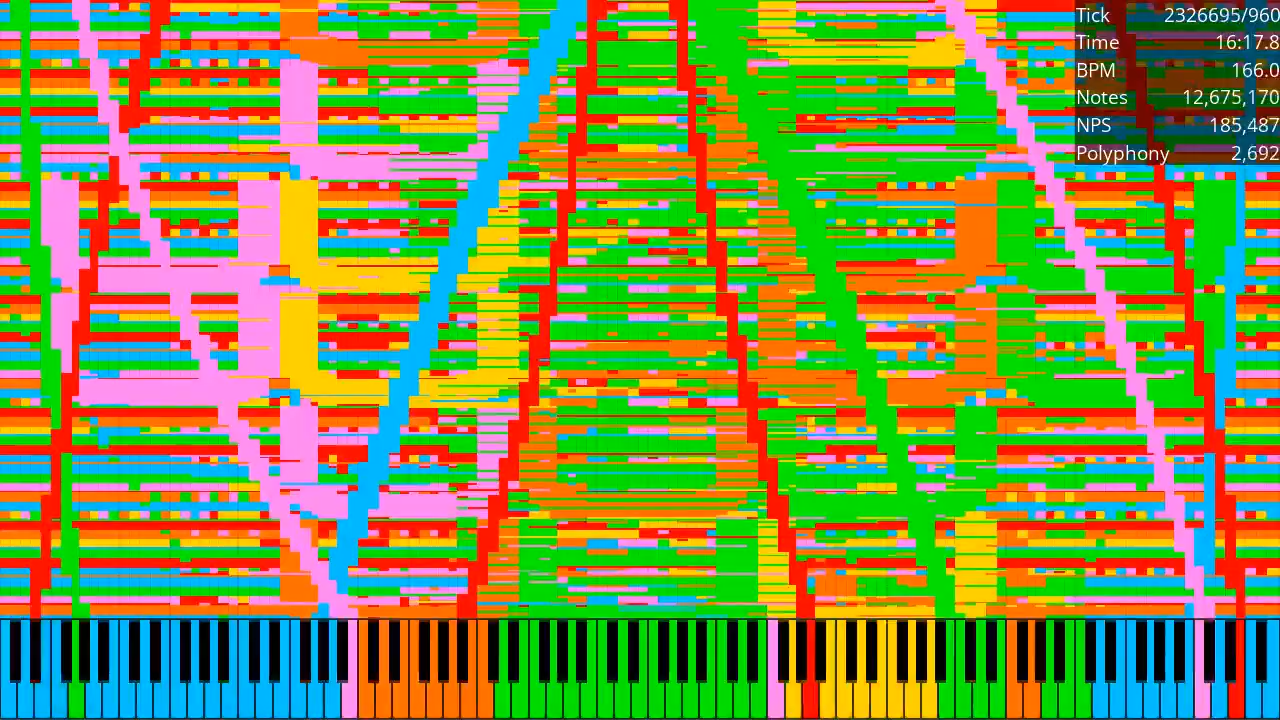 Tick 2326695/960
Time 16:17.8
BPM 166.0
Notes 12,675,170
NPS 185,487
Polyphony 2,692